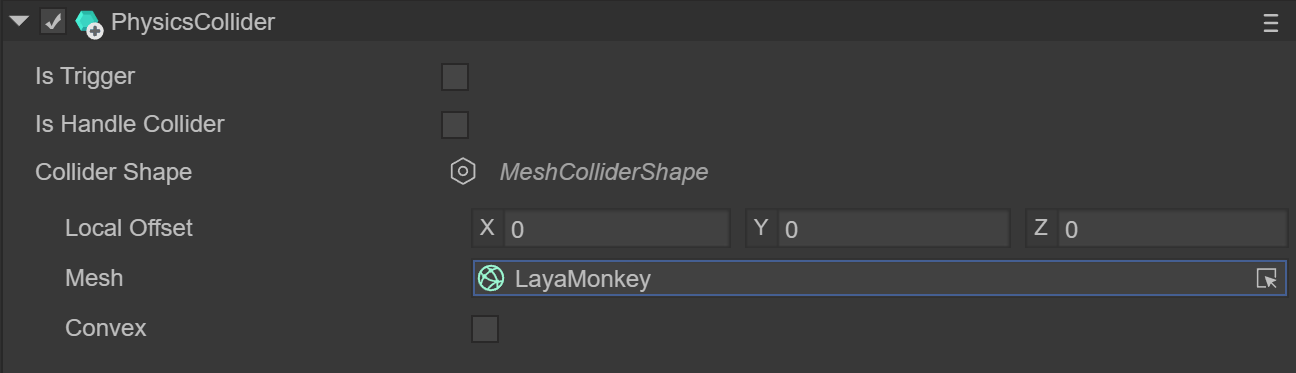 PhysicsCollider
Is Trigger
Is Handle Collider
Collider Shape MeshColliderShape
Local Offset X 0 Y 0 Z 0
Mesh LayaMonkey
Convex